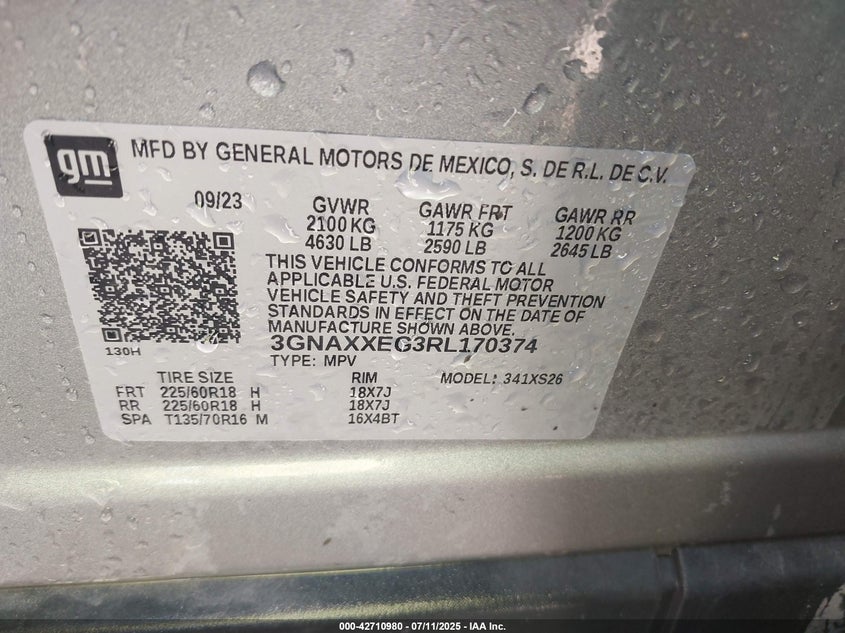 gm MFD BY GENERAL MOTORS DE MEXICO, S. DE R.L. DE C.V.
09/23 GVWR GAWR FRT GAWR RR
2100 KG 1175 KG 1200 KG
4630 LB 2590 LB 2645 LB
THIS VEHICLE CONFORMS TO ALL
APPLICABLE U.S. FEDERAL MOTOR
VEHICLE SAFETY AND THEFT PREVENTION
STANDARDS IN EFFECT ON THE DATE OF
MANUFACTURE SHOWN ABOVE.
130H
3GNAXXEG3RL170374
TYPE: MPV
TIRE SIZE RIM MODEL: 341XS26
FRT 225/60R18 H 18X7J
RR 225/60R18 H 18X7J
SPA T135/70R16 M 16X4BT
000-42710980 - 07/11/2025 - IAA Inc.